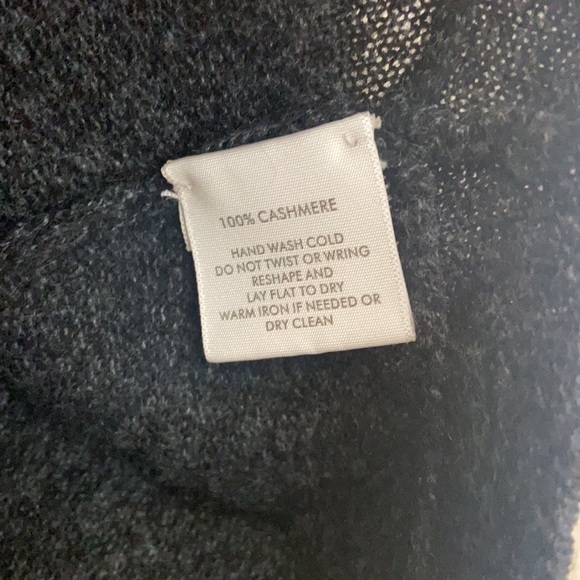 100% CASHMERE
HAND WASH COLD
DO NOT TWIST OR WRING
RESHAPE AND
LAY FLAT TO DRY
WARM IRON IF NEEDED OR
DRY CLEAN